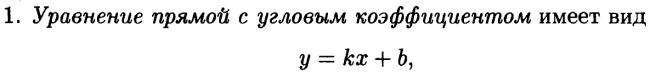 1. Уравнение прямой с угловым коэффициентом имеет вид
y = kx + b,